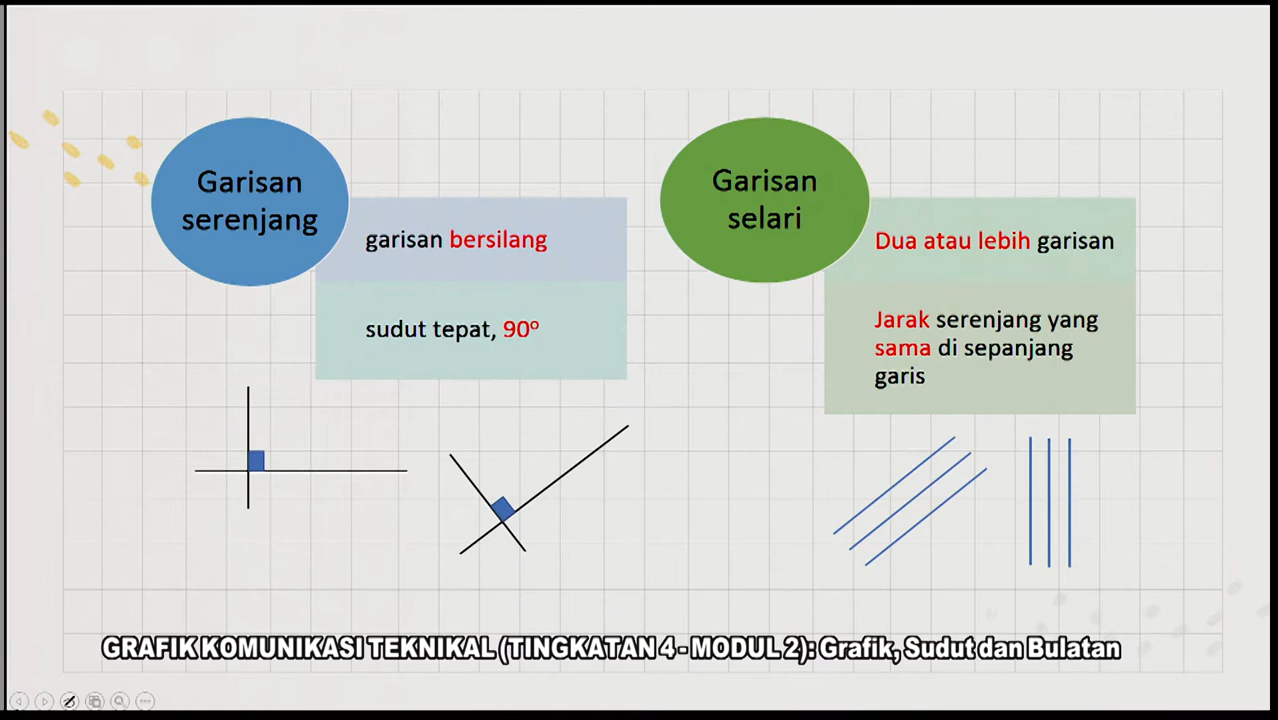 Garisan
serenjang
garisan bersilang
sudut tepat, 90º
Garisan
selari
Dua atau lebih garisan
Jarak serenjang yang
sama di sepanjang
garis
GRAFIK KOMUNIKASI TEKNIKAL (TINGKATAN 4 - MODUL 2): Grafik, Sudut dan Bulatan